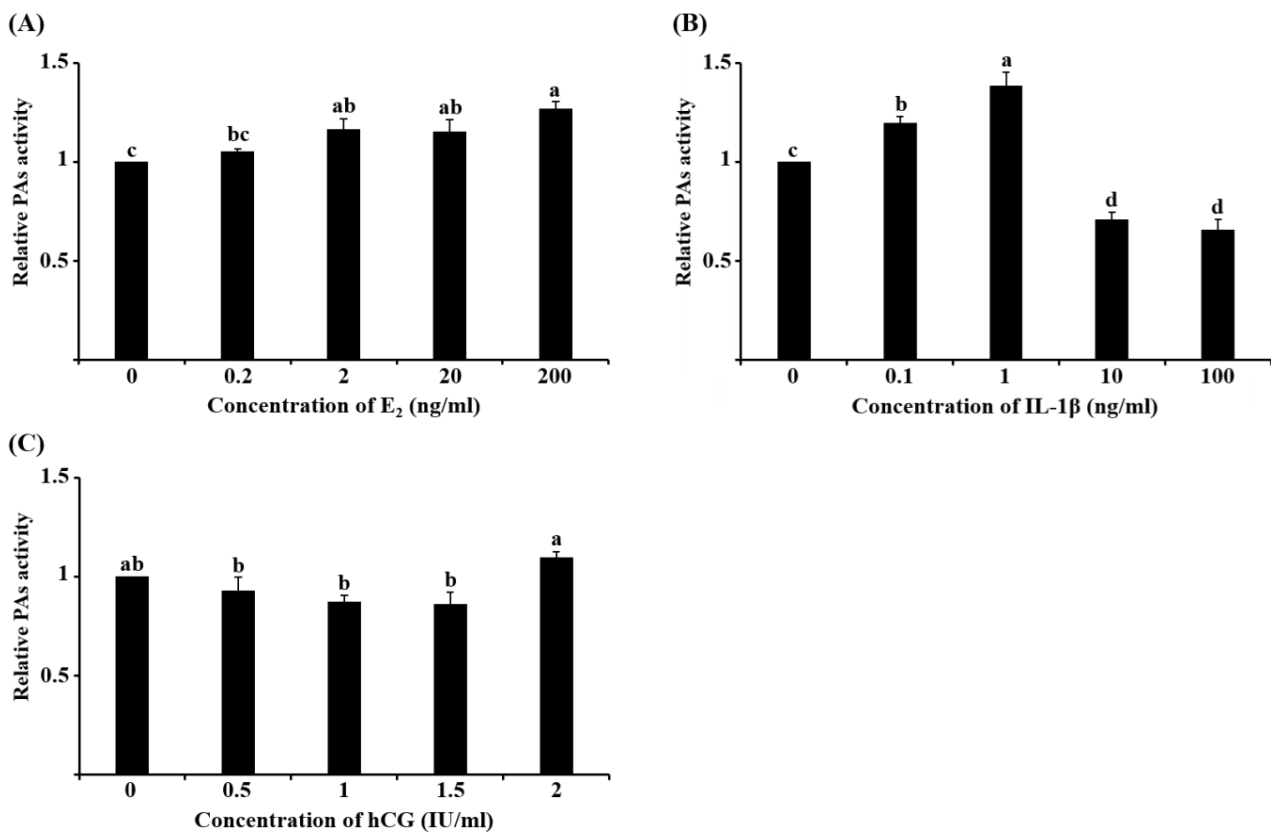 (A)
1.5
1
0.5
Relative PAs activity
c
bc
ab
ab
a
0 0.2 2 20 200
Concentration of E₂ (ng/ml)
(B)
1.5
1
0.5
Relative PAs activity
c
b
a
d
d
0 0.1 1 10 100
Concentration of IL-1β (ng/ml)
(C)
1.5
1
0.5
Relative PAs activity
ab
b
b
b
a
0 0.5 1 1.5 2
Concentration of hCG (IU/ml)